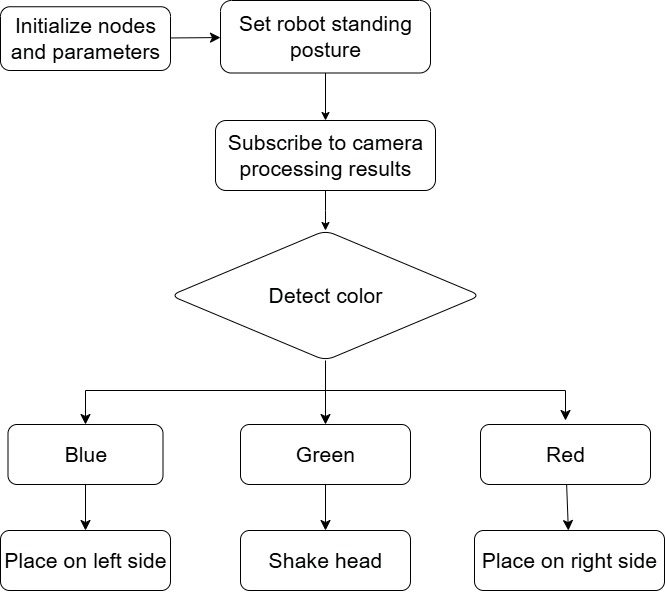 Initialize nodes
and parameters
Set robot standing
posture
Subscribe to camera
processing results
Detect color
Blue
Green
Red
Place on left side
Shake head
Place on right side